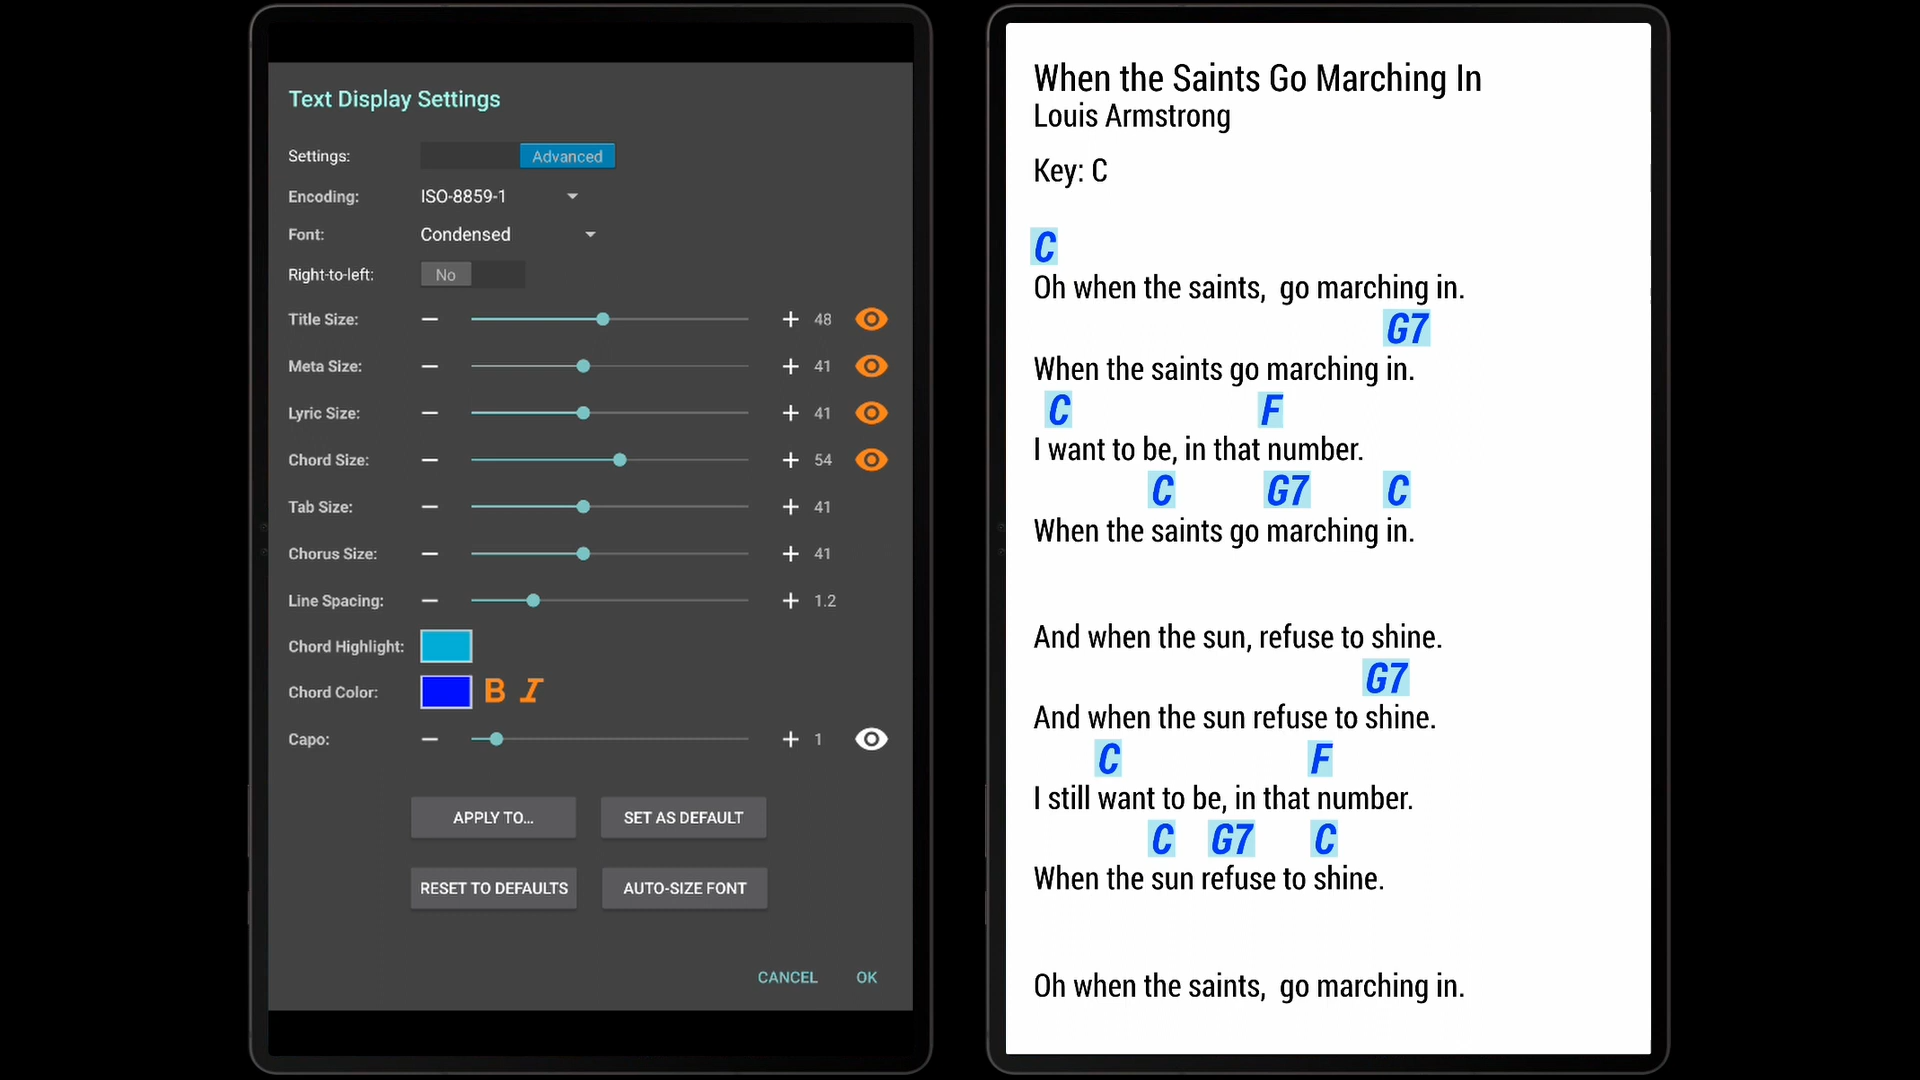 Text Display Settings
Settings: Advanced
Encoding: ISO-8859-1
Font: Condensed
Right-to-left: No
Title Size: 48
Meta Size: 41
Lyric Size: 41
Chord Size: 54
Tab Size: 41
Chorus Size: 41
Line Spacing: 1.2
Chord Highlight:
Chord Color: B I
Capo: 1
APPLY TO... SET AS DEFAULT
RESET TO DEFAULTS AUTO-SIZE FONT
CANCEL OK
When the Saints Go Marching In
Louis Armstrong
Key: C
C
Oh when the saints,  go marching in.
G7
When the saints go marching in.
C F
I want to be, in that number.
C G7 C
When the saints go marching in.
And when the sun, refuse to shine.
G7
And when the sun refuse to shine.
C F
I still want to be, in that number.
C G7 C
When the sun refuse to shine.
Oh when the saints,  go marching in.